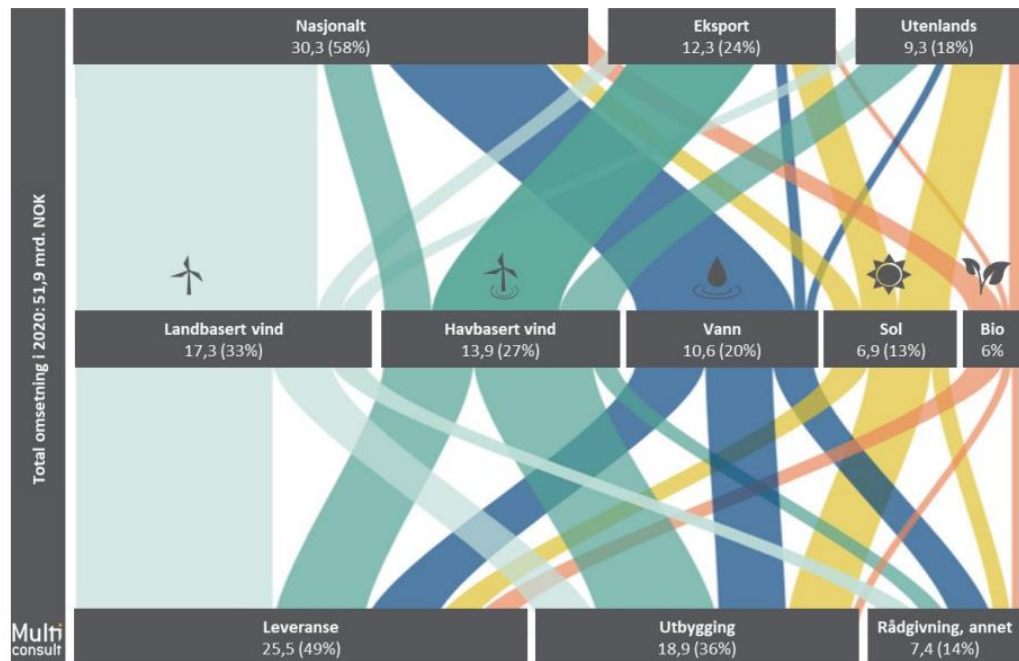 Nasjonalt
30,3 (58%)
Eksport
12,3 (24%)
Utenlands
9,3 (18%)
Total omsetning i 2020: 51,9 mrd. NOK
Landbasert vind
17,3 (33%)
Havbasert vind
13,9 (27%)
Vann
10,6 (20%)
Sol
6,9 (13%)
Bio
6%
Leveranse
25,5 (49%)
Utbygging
18,9 (36%)
Rådgivning, annet
7,4 (14%)
Multi
consult